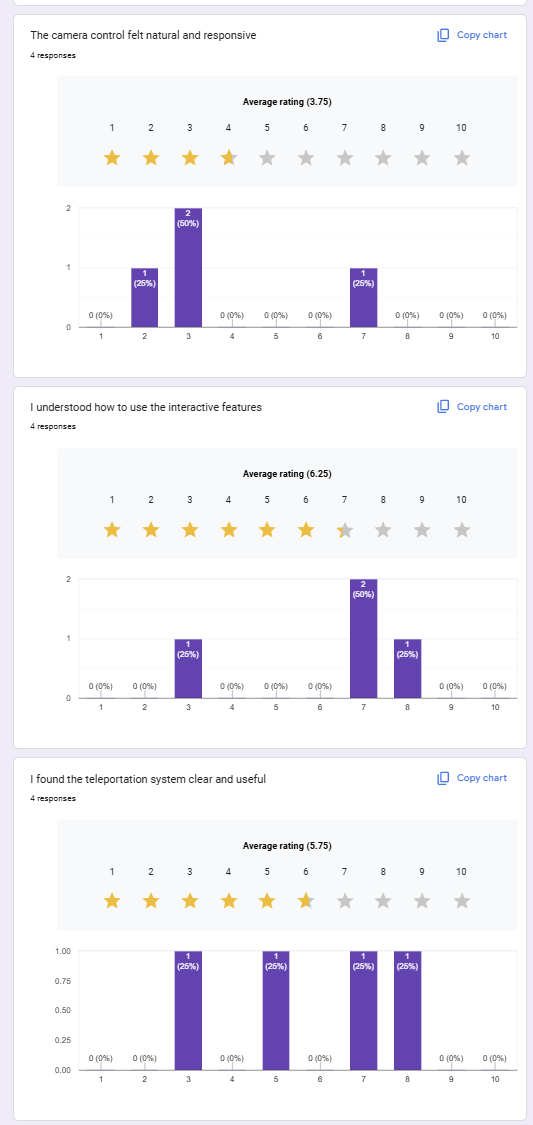 The camera control felt natural and responsive
Copy chart
4 responses
Average rating (3.75)
1 2 3 4 5 6 7 8 9 10
2
2
(50%)
1
1
(25%)
1
(25%)
0 (0%) 0 (0%) 0 (0%) 0 (0%) 0 (0%) 0 (0%) 0 (0%)
0
1 2 3 4 5 6 7 8 9 10
I understood how to use the interactive features
Copy chart
4 responses
Average rating (6.25)
1 2 3 4 5 6 7 8 9 10
2
2
(50%)
1
1
(25%)
1
(25%)
0 (0%) 0 (0%) 0 (0%) 0 (0%) 0 (0%) 0 (0%) 0 (0%)
0
1 2 3 4 5 6 7 8 9 10
I found the teleportation system clear and useful
Copy chart
4 responses
Average rating (5.75)
1 2 3 4 5 6 7 8 9 10
1.00
1 1 1 1
(25%) (25%) (25%) (25%)
0.75
0.50
0.25
0 (0%) 0 (0%) 0 (0%) 0 (0%) 0 (0%) 0 (0%)
0.00
1 2 3 4 5 6 7 8 9 10